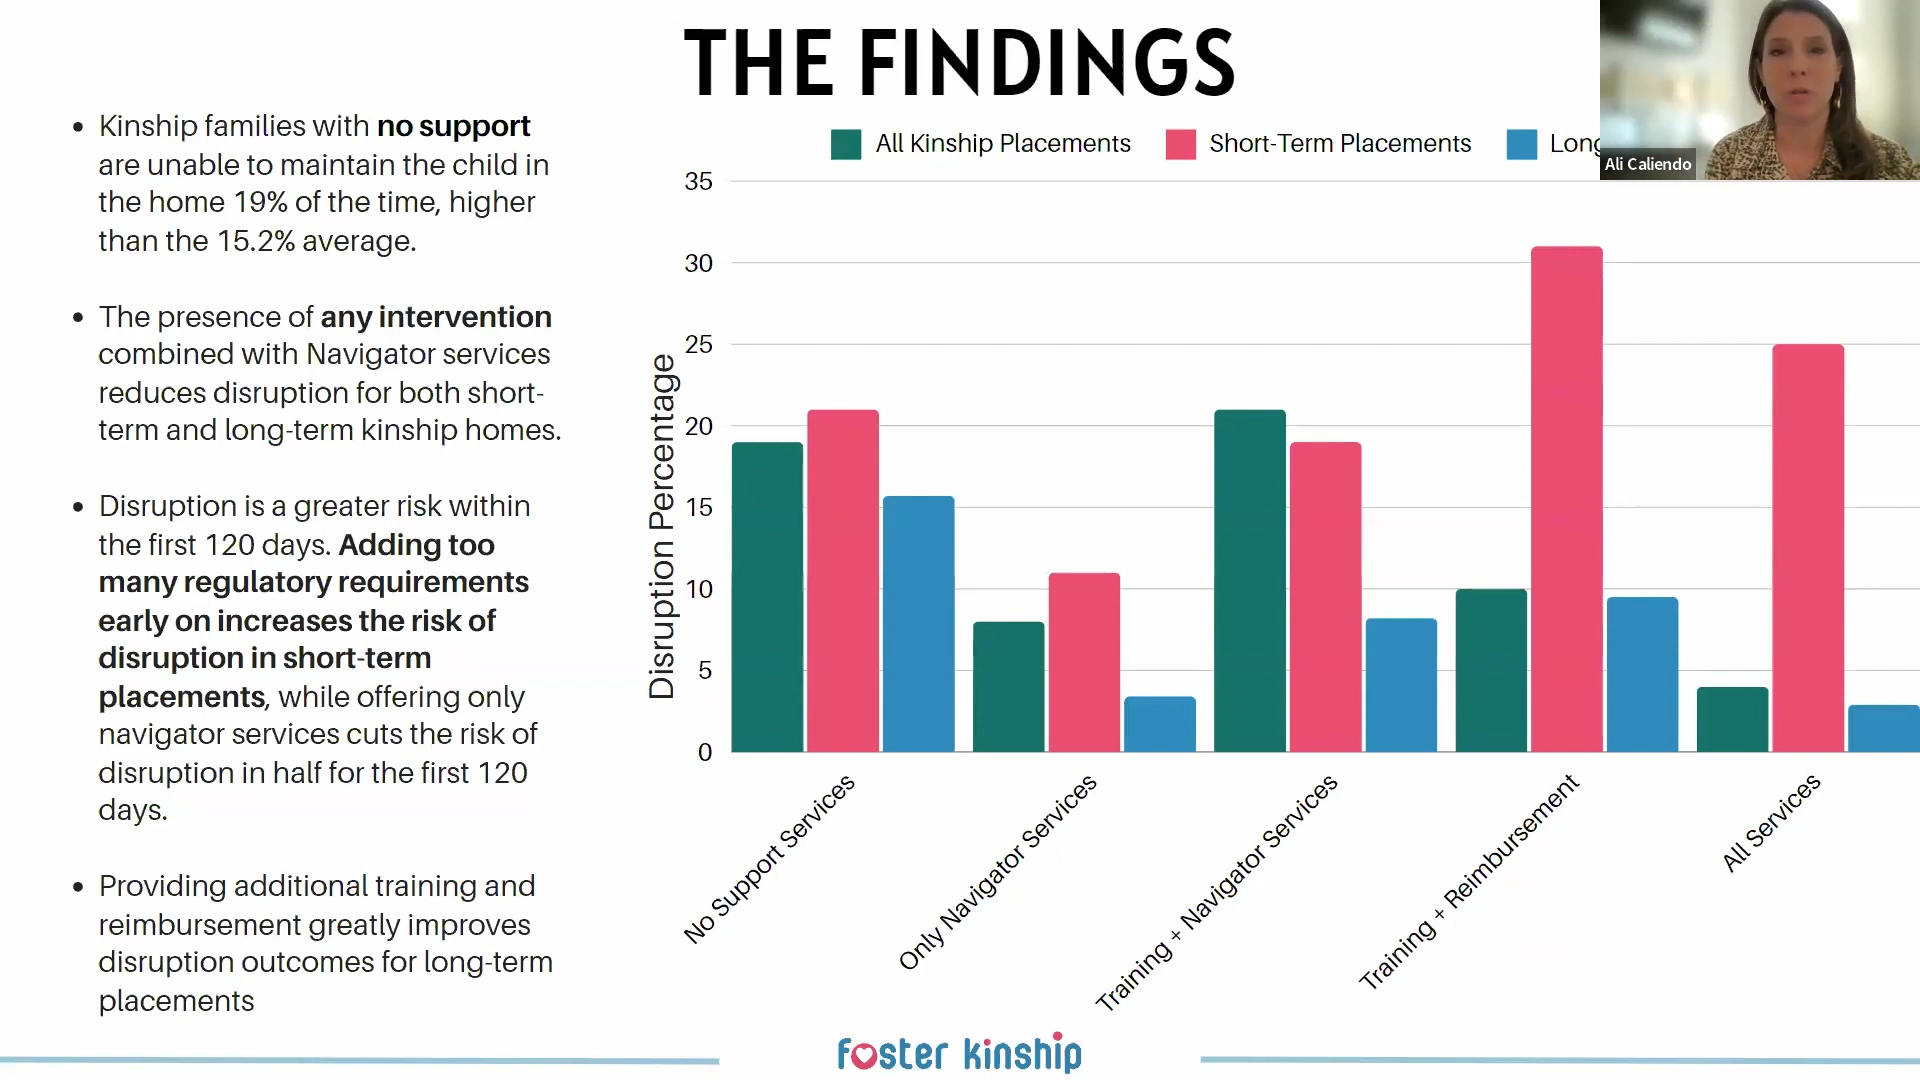 THE FINDINGS
Kinship families with no support
are unable to maintain the child in
the home 19% of the time, higher
than the 15.2% average.
The presence of any intervention
combined with Navigator services
reduces disruption for both short-
term and long-term kinship homes.
Disruption is a greater risk within
the first 120 days. Adding too
many regulatory requirements
early on increases the risk of
disruption in short-term
placements, while offering only
navigator services cuts the risk of
disruption in half for the first 120
days.
Providing additional training and
reimbursement greatly improves
disruption outcomes for long-term
placements
All Kinship Placements
Short-Term Placements
Long
Ali Caliendo
Disruption Percentage
35
30
25
20
15
10
5
0
No Support Services
Only Navigator Services
Training + Navigator Services
Training + Reimbursement
All Services
foster kinship